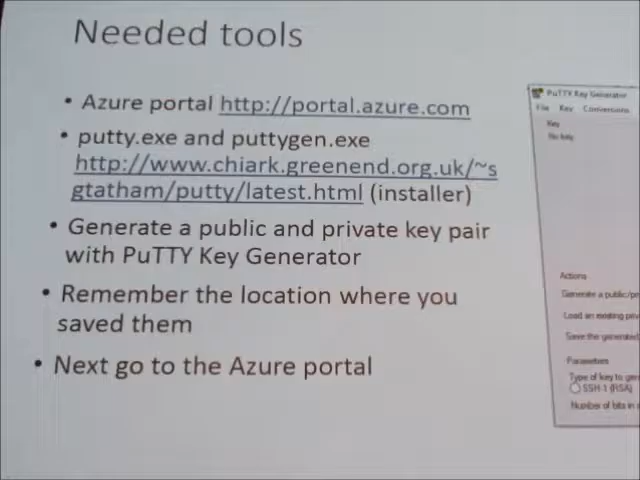 Needed tools
• Azure portal http://portal.azure.com
• putty.exe and puttygen.exe
http://www.chiark.greenend.org.uk/~s
gtatham/putty/latest.html (installer)
• Generate a public and private key pair
with PuTTY Key Generator
• Remember the location where you
saved them
• Next go to the Azure portal
PuTTY Key Generator
File Key Conversions
Key
No key
Actions
Generate a public/pr
Load an existing priv
Save the generated
Parameters
Type of key to gen
SSH-1 (RSA)
Number of bits in